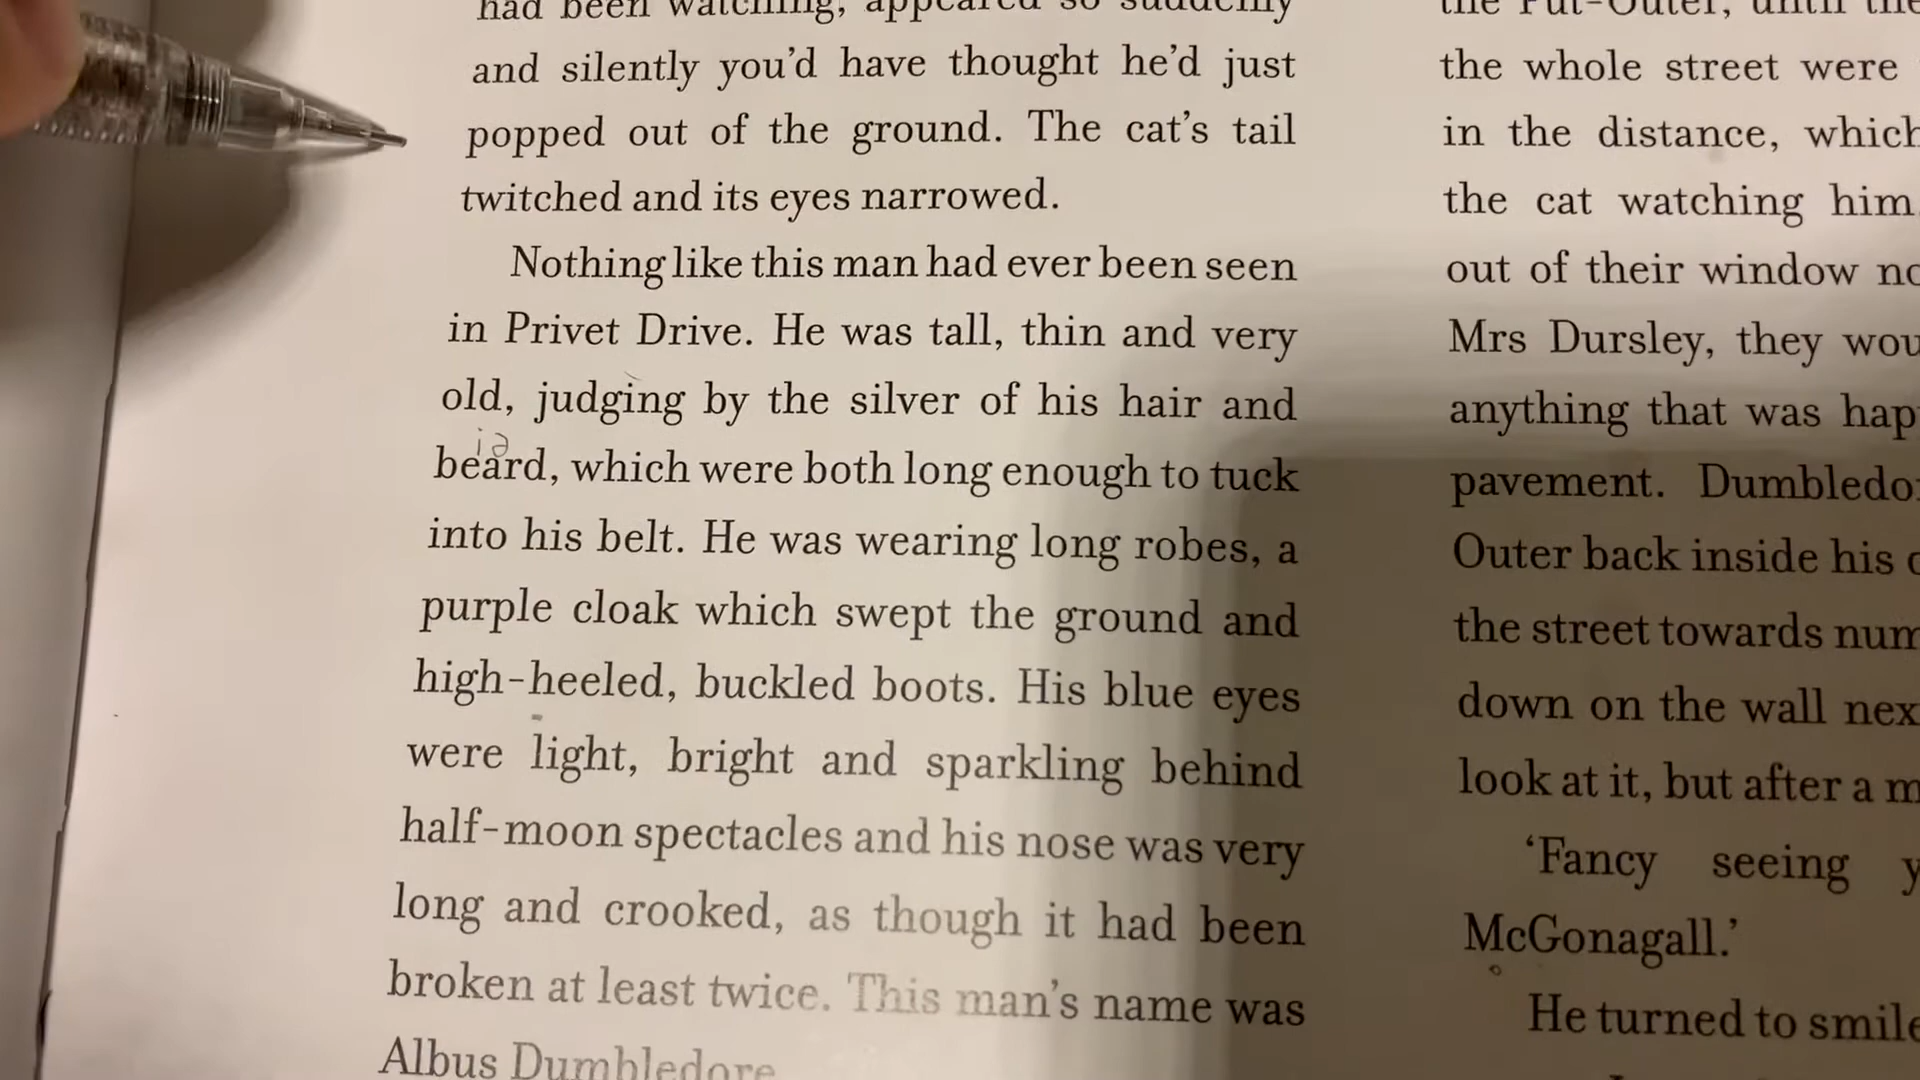 had been watching, appeared so suddenly
and silently you'd have thought he'd just
popped out of the ground. The cat's tail
twitched and its eyes narrowed.
Nothing like this man had ever been seen
in Privet Drive. He was tall, thin and very
old, judging by the silver of his hair and
beard, which were both long enough to tuck
into his belt. He was wearing long robes, a
purple cloak which swept the ground and
high-heeled, buckled boots. His blue eyes
were light, bright and sparkling behind
half-moon spectacles and his nose was very
long and crooked, as though it had been
broken at least twice. This man's name was
Albus Dumbledore
the Put-Outer, until the
the whole street were
in the distance, which
the cat watching him
out of their window
Mrs Dursley, they
anything that was
pavement.
Outer back inside his
the street towards
down on the wall
look at it, but after a
‘Fancy seeing
McGonagall.’
He turned to smile